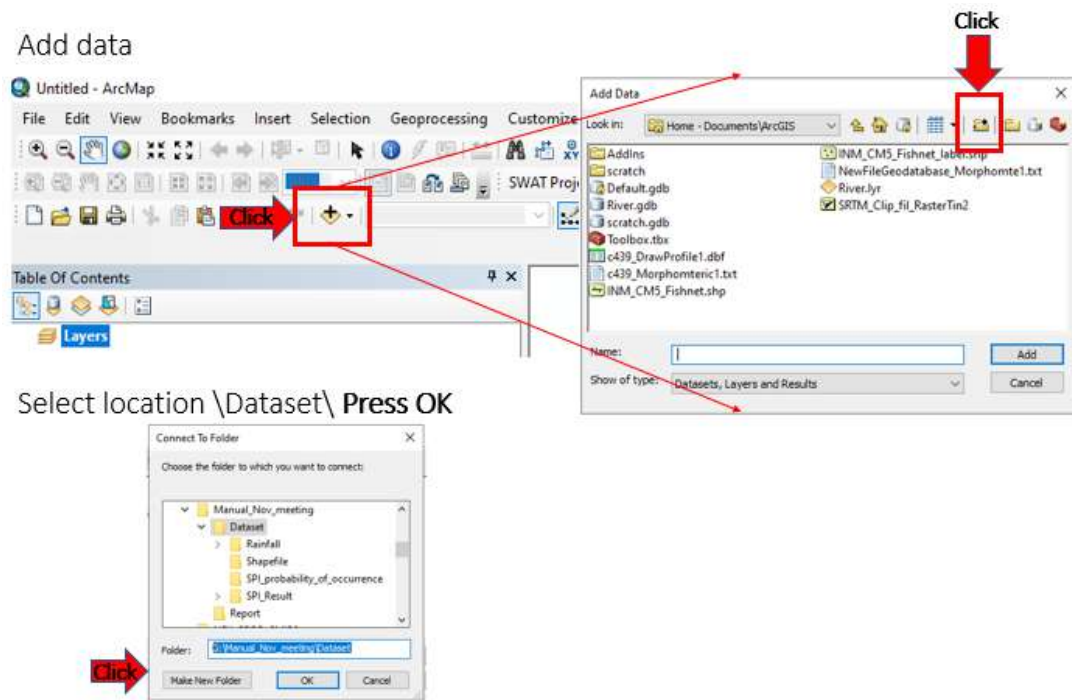 Click
Add data
Untitled - ArcMap
File Edit View Bookmarks Insert Selection Geoprocessing Customize
SWAT Proj
Click
Table Of Contents
Layers
Add Data
Look in: Home - Documents\ArcGIS
AddIns
scratch
Default.gdb
River.gdb
scratch.gdb
Toolbox.tbx
c439_DrawProfile1.dbf
c439_Morphomteric1.txt
INM_CM5_Fishnet.shp
INM_CM5_Fishnet_label.shp
NewFileGeodatabase_Morphomte1.txt
River.lyr
SRTM_Clip_fil_RasterTin2
Name: Add
Show of type: Datasets, Layers and Results Cancel
Select location \Dataset\ Press OK
Connect To Folder
Choose the folder to which you want to connect:
Manual_Nov_meeting
Dataset
Rainfall
Shapefile
SPI_probability_of_occurrence
SPI_Result
Report
Folder: :\Manual_Nov_meeting\Dataset
Click
Make New Folder OK Cancel